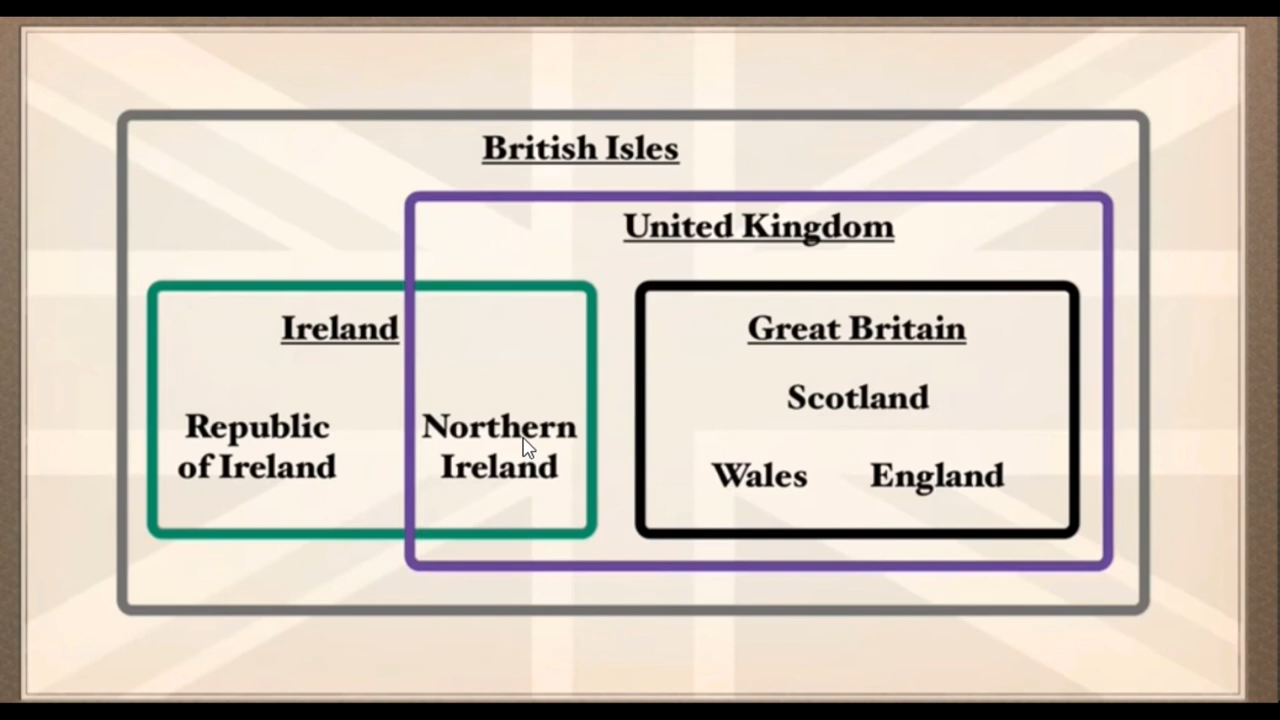 British Isles
United Kingdom
Ireland
Great Britain
Scotland
Republic
of Ireland
Northern
Ireland
Wales
England